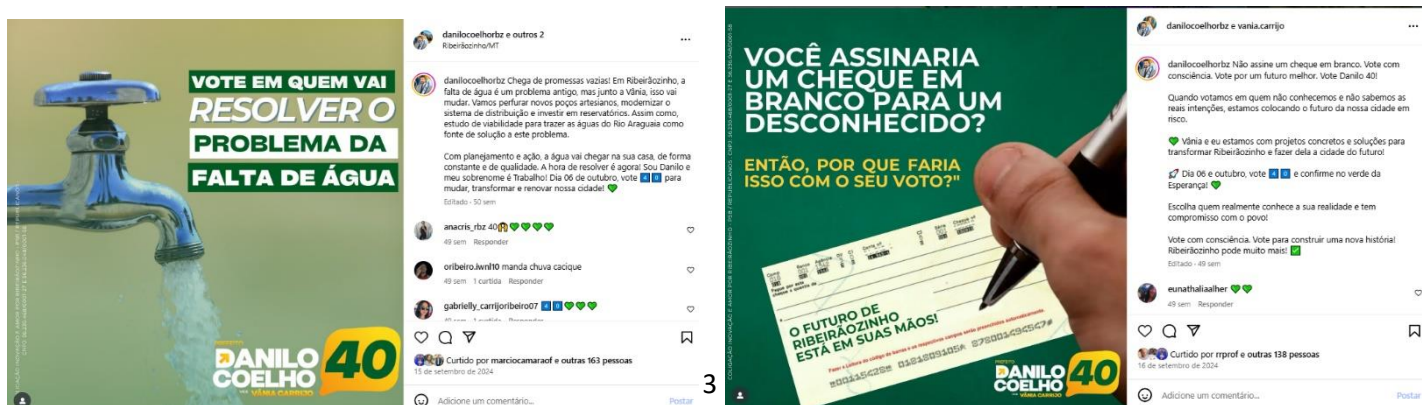 VOTE EM QUEM VAI
RESOLVER O
PROBLEMA DA
FALTA DE ÁGUA
PREFEITO
DANILO
COELHO
40
VÂNIA CARRIJO
danilocoelhorbz e outros 2
Ribeirãozinho/MT
danilocoelhorbz Chega de promessas vazias! Em Ribeirãozinho, a
falta de água é um problema antigo, mas junto a Vânia, isso vai
mudar. Vamos perfurar novos poços artesianos, modernizar o
sistema de distribuição e investir em reservatórios. Assim como,
estudo de viabilidade para trazer as águas do Rio Araguaia como
fonte de solução a este problema.
Com planejamento e ação, a água vai chegar na sua casa, de forma
constante e de qualidade. A hora de resolver é agora! Sou Danilo e
meu sobrenome é Trabalho! Dia 06 de outubro, vote 4️⃣0️⃣ para
mudar, transformar e renovar nossa cidade! 💚
Editado · 50 sem
anacris_rbz 40🙌💚💚💚💚
49 sem Responder
oribeiro.iwnl10 manda chuva cacique
49 sem 1 curtida Responder
gabrielly_carrijoribeiro07 4️⃣0️⃣💚💚💚
Curtido por marciocamaraof e outras 163 pessoas
15 de setembro de 2024
Adicione um comentário...
Postar
3
VOCÊ ASSINARIA
UM CHEQUE EM
BRANCO PARA UM
DESCONHECIDO?
ENTÃO, POR QUE FARIA
ISSO COM O SEU VOTO?"
O FUTURO DE
RIBEIRÃOZINHO
ESTÁ EM SUAS MÃOS!
PREFEITO
DANILO
COELHO
40
VÂNIA CARRIJO
danilocoelhorbz e vania.carrijo
danilocoelhorbz Não assine um cheque em branco. Vote com
consciência. Vote por um futuro melhor. Vote Danilo 40!
Quando votamos em quem não conhecemos e não sabemos as
reais intenções, estamos colocando o futuro da nossa cidade em
risco.
💚 Vânia e eu estamos com projetos concretos e soluções para
transformar Ribeirãozinho e fazer dela a cidade do futuro!
🚀 Dia 06 e outubro, vote 4️⃣0️⃣ e confirme no verde da
Esperança! 💚
Escolha quem realmente conhece a sua realidade e tem
compromisso com o povo!
Vote com consciência. Vote para construir uma nova história!
Ribeirãozinho pode muito mais! ✅
Editado · 49 sem
eunathaliaalher 💚💚
49 sem Responder
Curtido por rrprof e outras 138 pessoas
16 de setembro de 2024
Adicione um comentário...
Postar